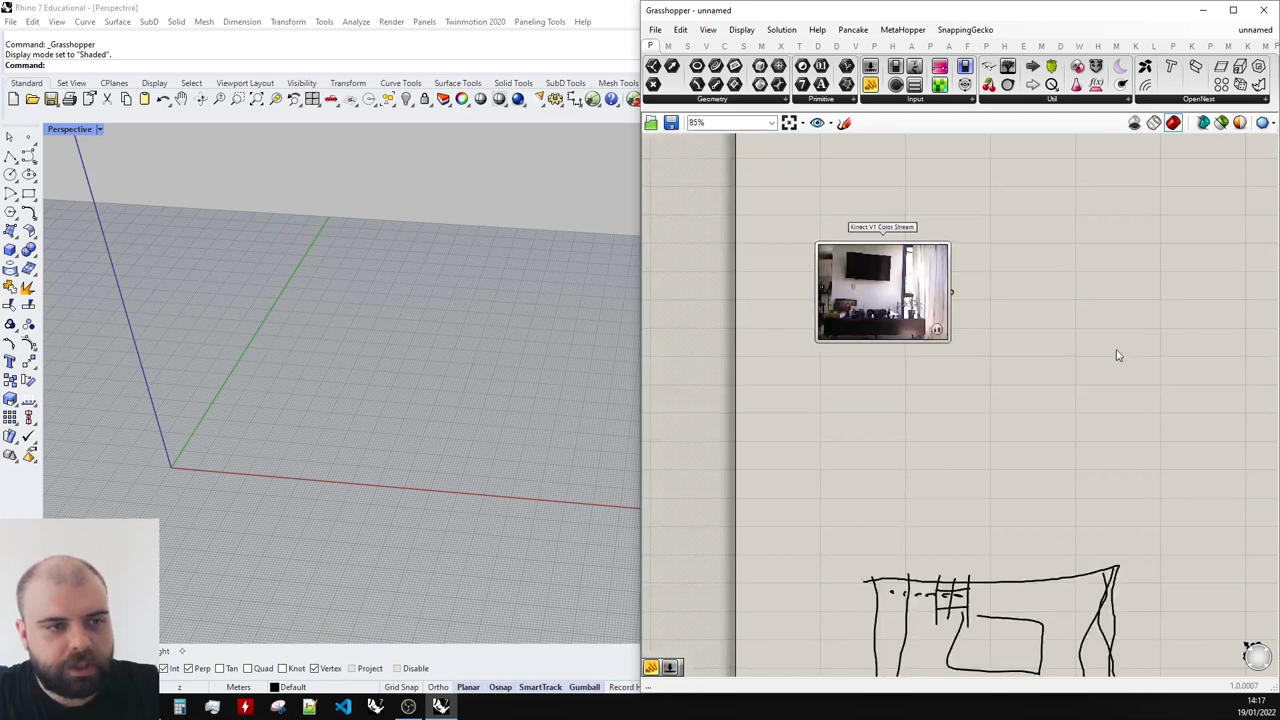 Rhino 7 Educational - [Perspective]
File Edit View Curve Surface SubD Solid Mesh Dimension Transform Tools Analyze Render Panels Twinmotion 2020 Paneling Tools Help
Command: _Grasshopper
Display mode set to "Shaded".
Command:
Standard Set View CPlanes Display Select Viewport Layout Visibility Transform Curve Tools Surface Tools Solid Tools SubD Tools Mesh Tools
Perspective
ght
Int Perp Tan Quad Knot Vertex Project Disable
z Meters Default Grid Snap Ortho Planar Osnap SmartTrack Gumball Record H
Grasshopper - unnamed
File Edit View Display Solution Help Pancake MetaHopper SnappingGecko unnamed
P M S V C S M I T D D W K L P H A F G E M A B H M K C S K P M
Geometry Primitive Input Util OpenNest
85%
Kinect V1 Color Stream
... 1.0.0007
14:17
19/01/2022